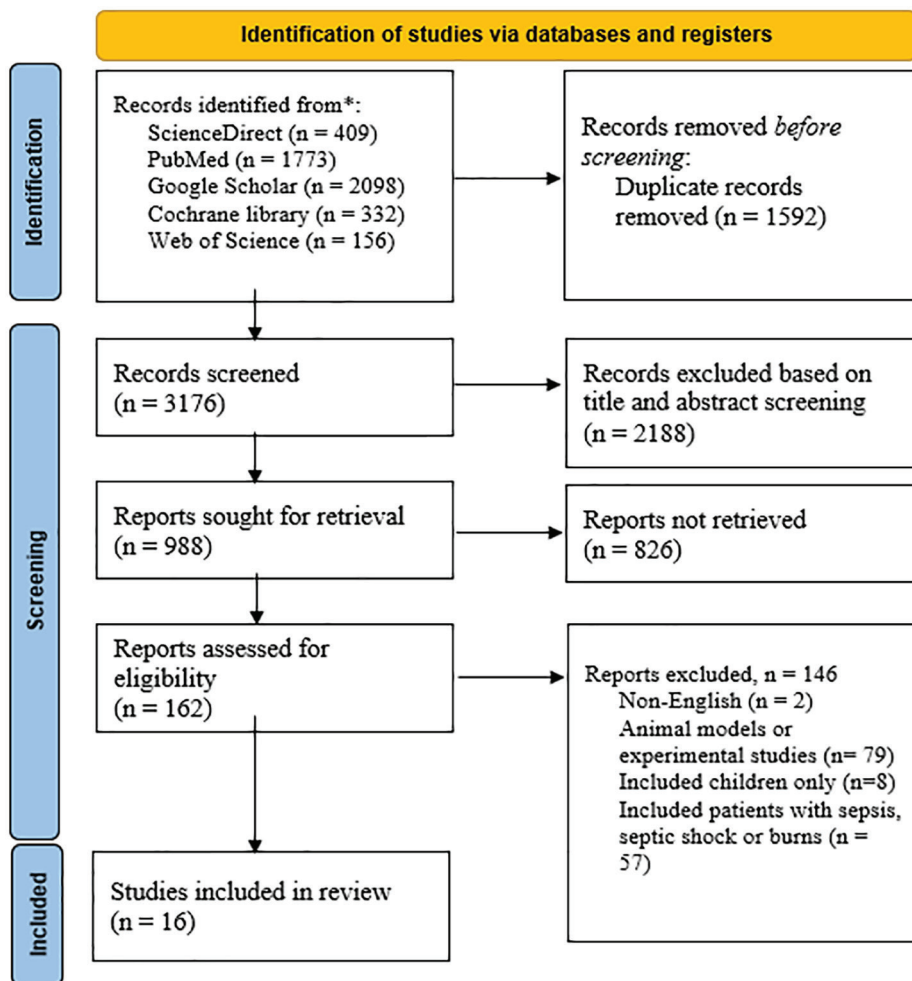 Identification of studies via databases and registers
Identification
Records identified from*:
ScienceDirect (n = 409)
PubMed (n = 1773)
Google Scholar (n = 2098)
Cochrane library (n = 332)
Web of Science (n = 156)
Records removed before
screening:
Duplicate records
removed (n = 1592)
Screening
Records screened
(n = 3176)
Records excluded based on
title and abstract screening
(n = 2188)
Reports sought for retrieval
(n = 988)
Reports not retrieved
(n = 826)
Reports assessed for
eligibility
(n = 162)
Reports excluded, n = 146
Non-English (n = 2)
Animal models or
experimental studies (n= 79)
Included children only (n=8)
Included patients with sepsis,
septic shock or burns (n =
57)
Included
Studies included in review
(n = 16)